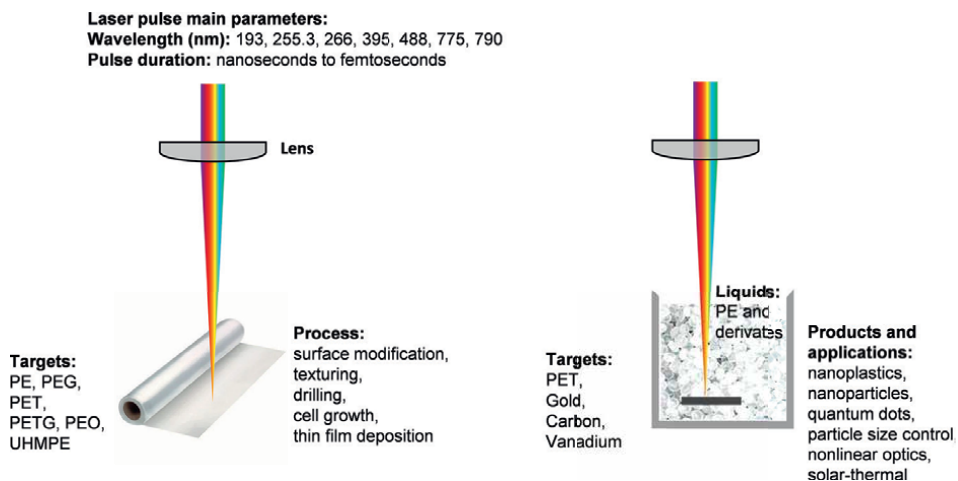 Laser pulse main parameters:
Wavelength (nm): 193, 255.3, 266, 395, 488, 775, 790
Pulse duration: nanoseconds to femtoseconds
Lens
Targets:
PE, PEG,
PET,
PETG, PEO,
UHMPE
Process:
surface modification,
texturing,
drilling,
cell growth,
thin film deposition
Targets:
PET,
Gold,
Carbon,
Vanadium
Liquids:
PE and
derivates
Products and
applications:
nanoplastics,
nanoparticles,
quantum dots,
particle size control,
nonlinear optics,
solar-thermal